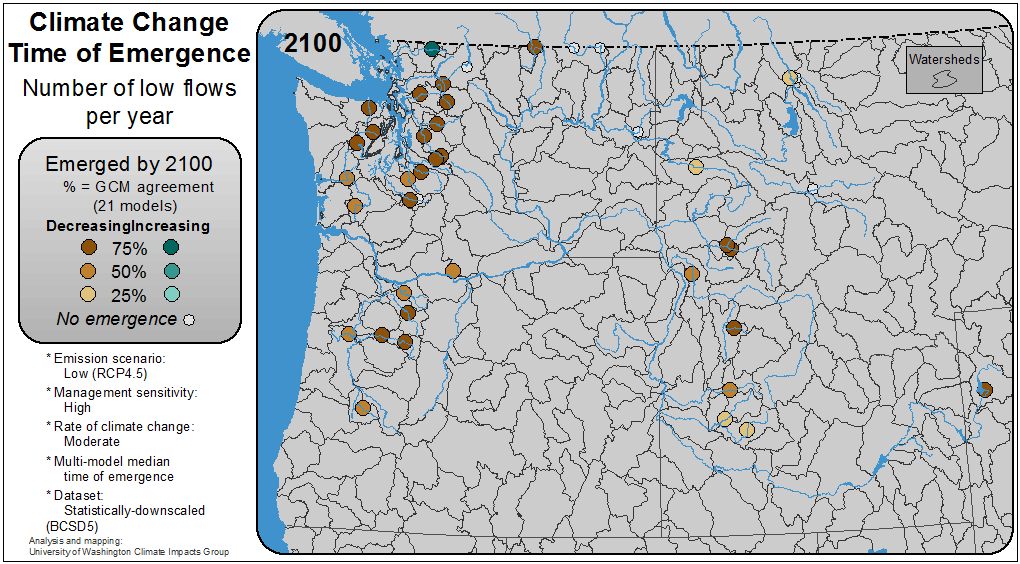 Climate Change
Time of Emergence
Number of low flows
per year
Emerged by 2100
% = GCM agreement
(21 models)
DecreasingIncreasing
75%
50%
25%
No emergence
* Emission scenario:
Low (RCP4.5)
* Management sensitivity:
High
* Rate of climate change:
Moderate
* Multi-model median
time of emergence
* Dataset:
Statistically-downscaled
(BCSD5)
Analysis and mapping:
University of Washington Climate Impacts Group
2100
Watersheds